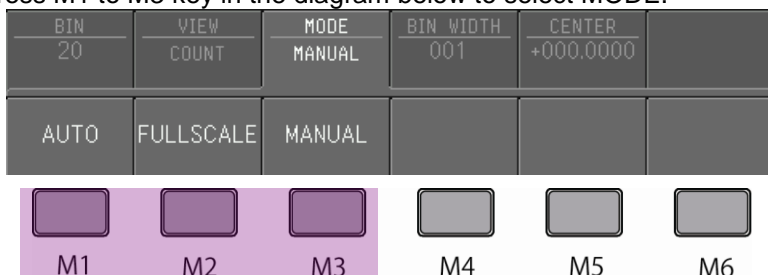 ress M1 to M3 key in the diagram below to select MODE.
BIN VIEW MODE BIN WIDTH CENTER
20 COUNT MANUAL 001 +000.0000
AUTO FULLSCALE MANUAL
M1 M2 M3 M4 M5 M6